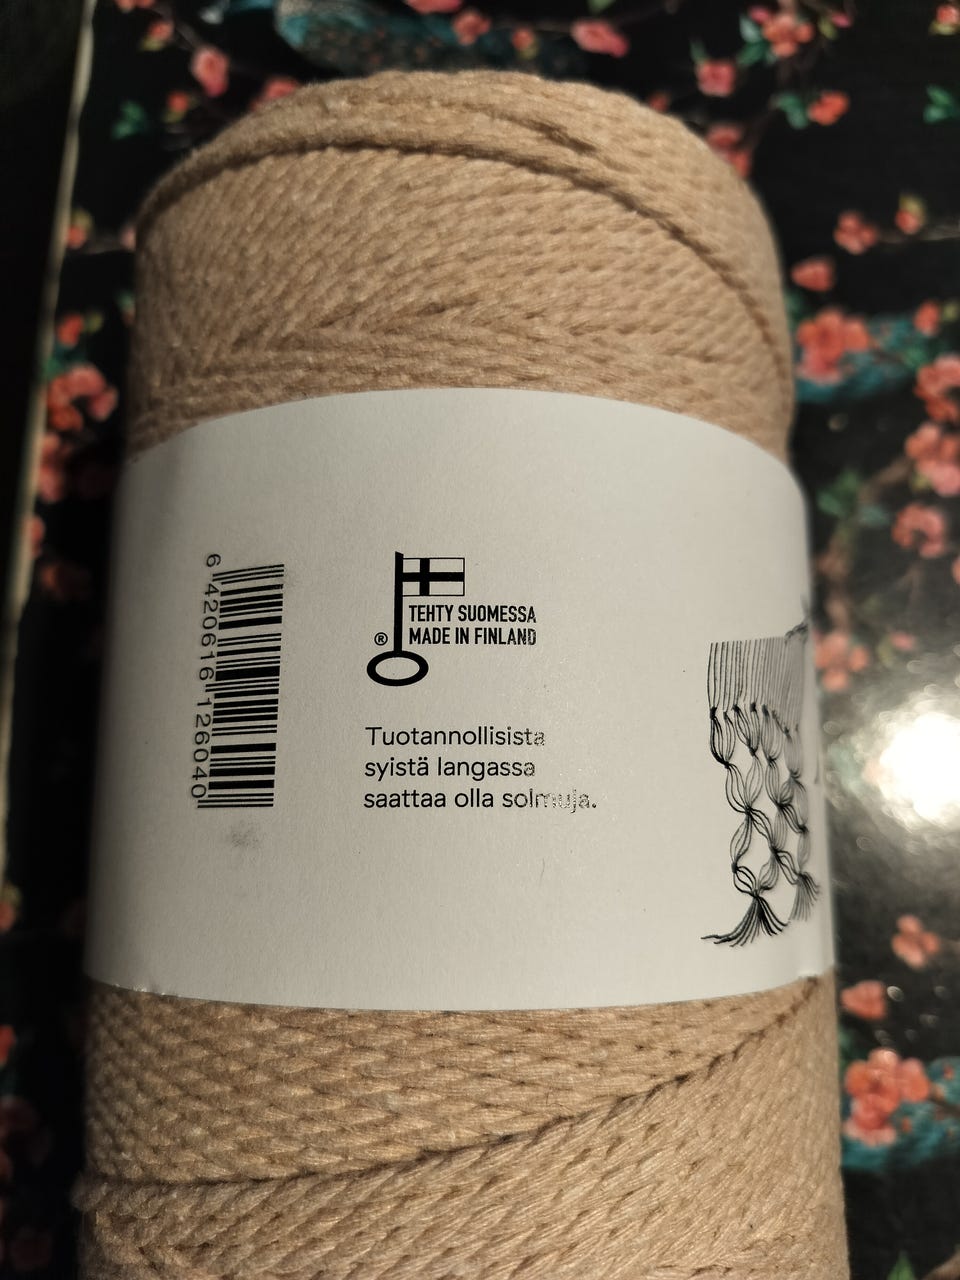 6 420616 126040
®
TEHTY SUOMESSA
MADE IN FINLAND
Tuotannollisista
syistä langassa
saattaa olla solmuja.